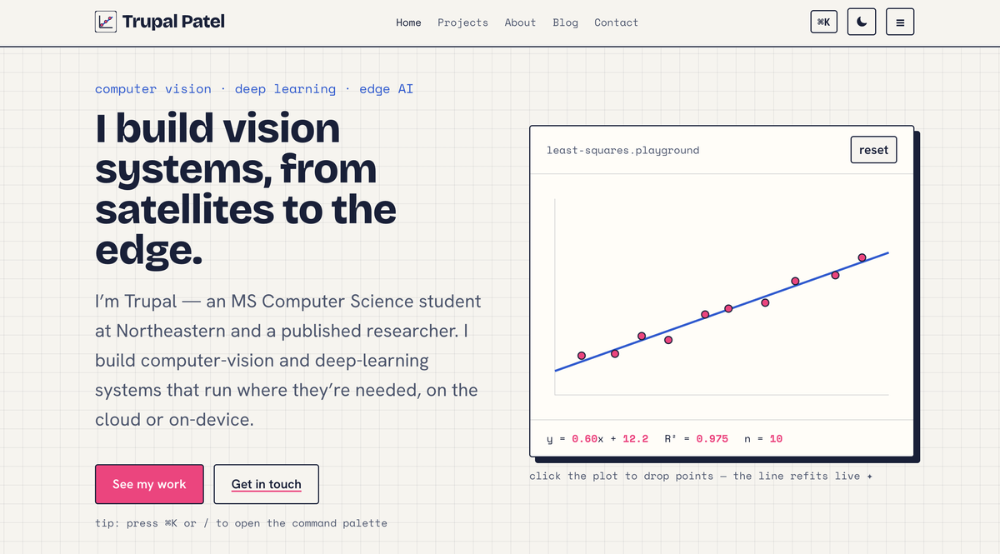 Trupal Patel
Home Projects About Blog Contact
⌘K
computer vision · deep learning · edge AI
I build vision
systems, from
satellites to the
edge.
I’m Trupal — an MS Computer Science student
at Northeastern and a published researcher. I
build computer-vision and deep-learning
systems that run where they’re needed, on the
cloud or on-device.
See my work
Get in touch
tip: press ⌘K or / to open the command palette
least-squares.playground
reset
y = 0.60x + 12.2 R² = 0.975 n = 10
click the plot to drop points — the line refits live ✦